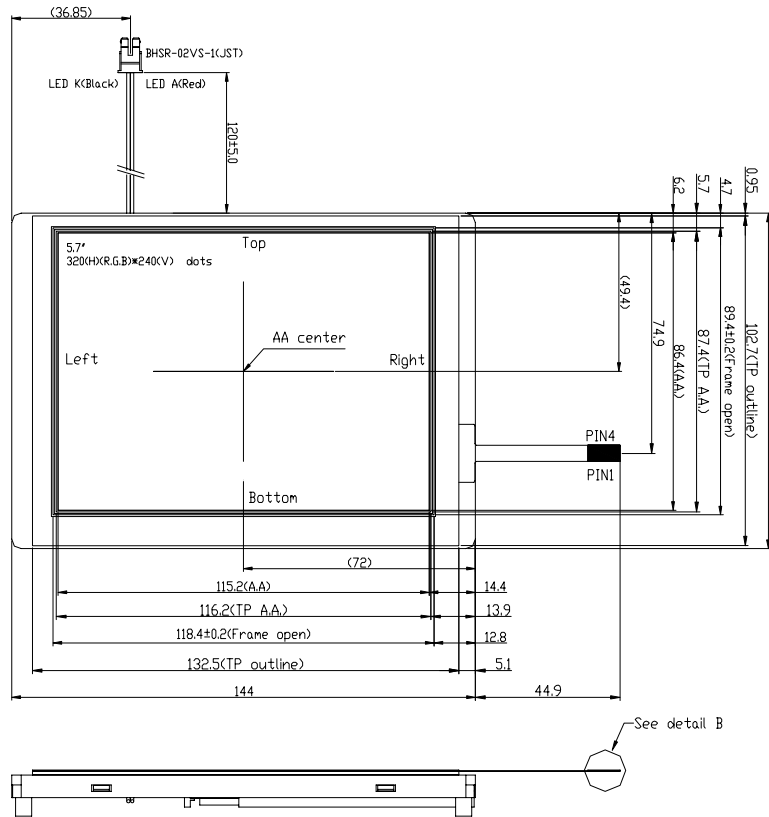 (36.85)
BHSR-02VS-1(JST)
LED K(Black)
LED A(Red)
120±5.0
6.2
5.7
4.7
0.95
5.7"
320(H)(R.G.B)*240(V) dots
Top
AA center
Left
Right
Bottom
(49.4)
74.9
86.4(A.A.)
87.4(TP A.A.)
89.4±0.2(Frame open)
102.7(TP outline)
PIN4
PIN1
(72)
115.2(A.A)
14.4
116.2(TP A.A.)
13.9
118.4±0.2(Frame open)
12.8
132.5(TP outline)
5.1
144
44.9
See detail B